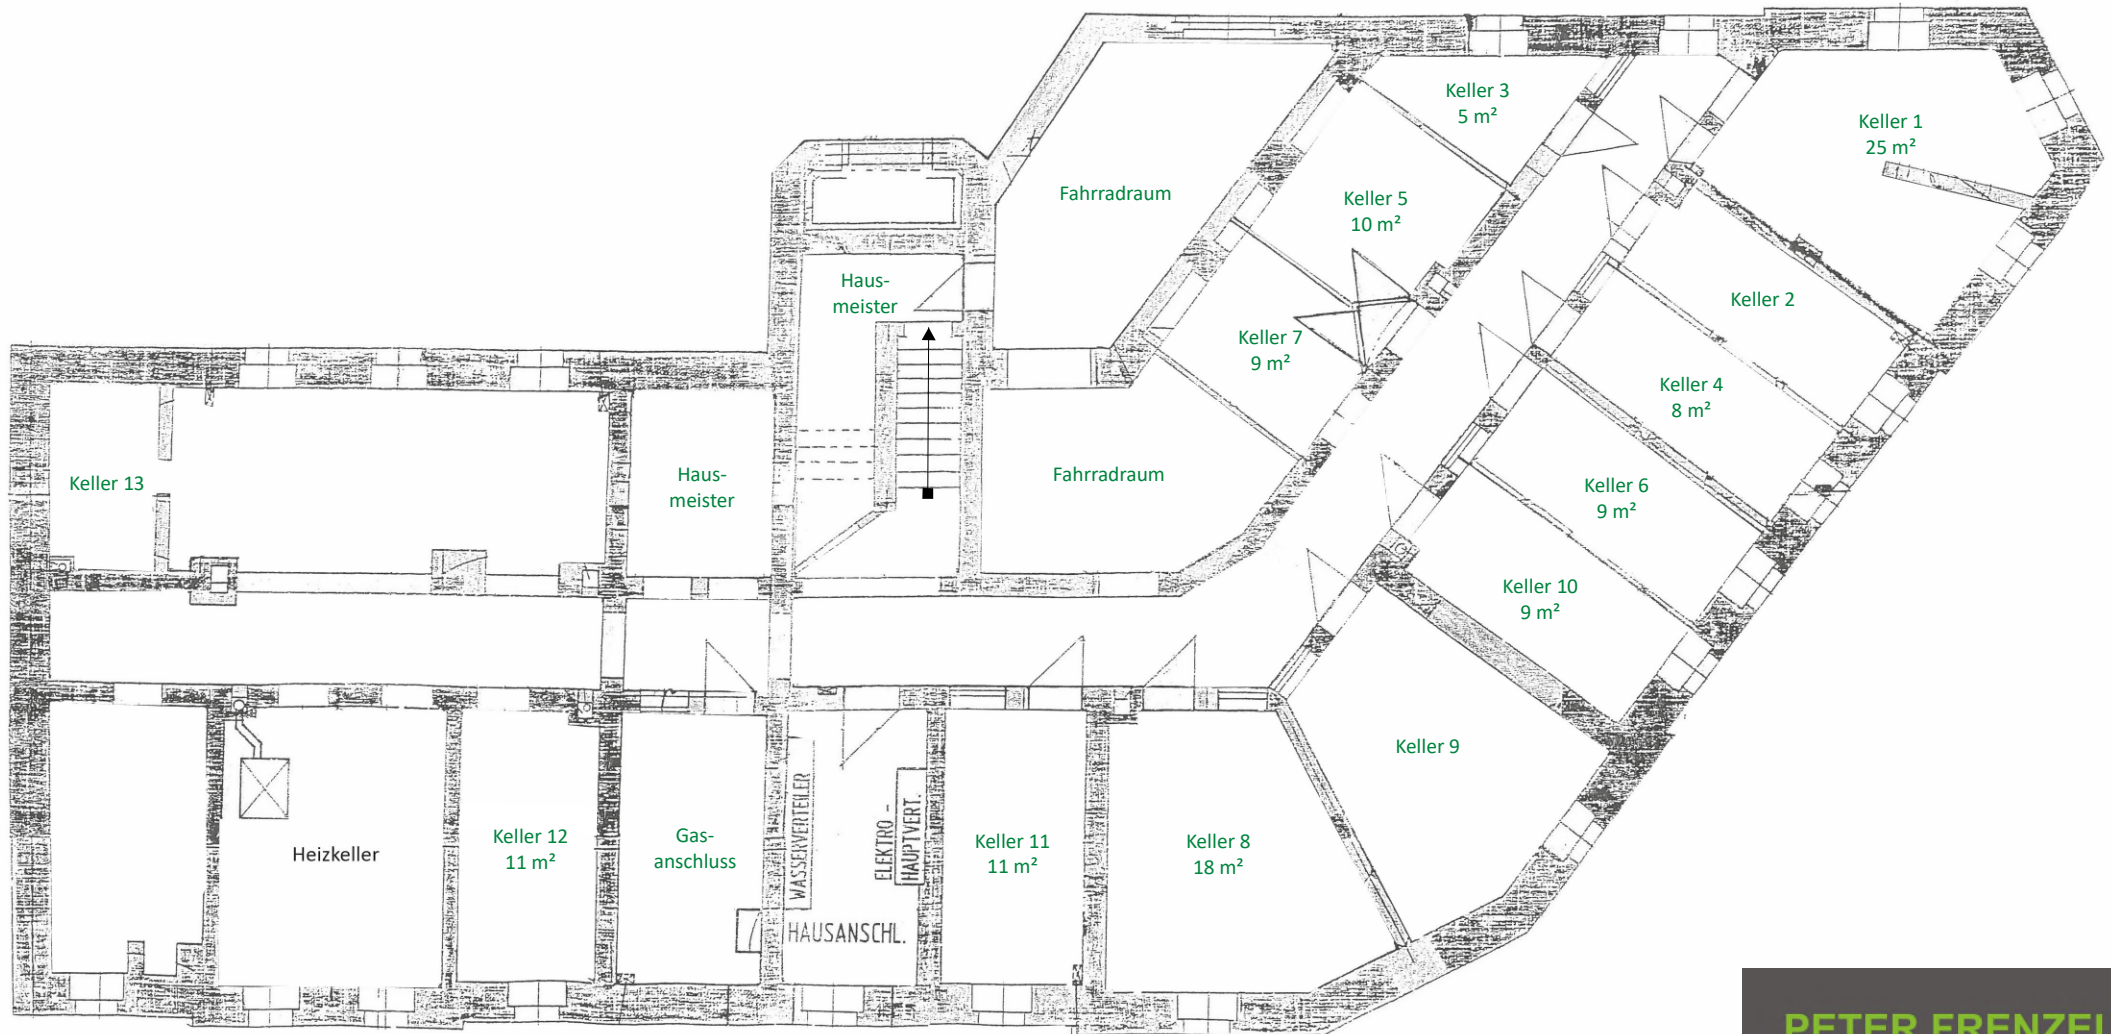 Keller 3
5 m²
Keller 1
25 m²
Fahrradraum
Keller 5
10 m²
Haus-
meister
Keller 2
Keller 7
9 m²
Keller 4
8 m²
Keller 13
Haus-
meister
Fahrradraum
Keller 6
9 m²
Keller 10
9 m²
Keller 9
Heizkeller
Keller 12
11 m²
Gas-
anschluss
WASSERVERTEILER
ELEKTRO -
HAUPTVERT.
HAUSANSCHL.
Keller 11
11 m²
Keller 8
18 m²
PETER FRENZEL